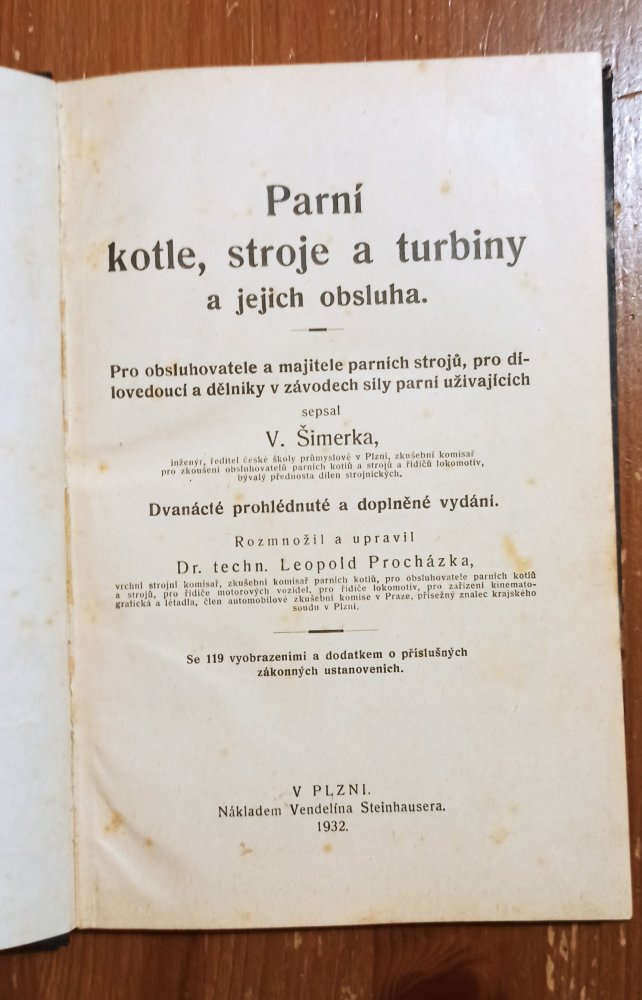 Parní
kotle, stroje a turbiny
a jejich obsluha.
Pro obsluhovatele a majitele parních strojů, pro dí-
lovedoucí a dělníky v závodech síly parní užívajících
sepsal
V. Šimerka,
inženýr, ředitel české školy průmyslové v Plzni, zkušební komisař
pro zkoušení obsluhovatelů parních kotlů a strojů a řidičů lokomotiv,
bývalý přednosta dílen strojnických.
Dvanácté prohlédnuté a doplněné vydání.
Rozmnožil a upravil
Dr. techn. Leopold Procházka,
vrchní strojní komisař, zkušební komisař parních kotlů, pro obsluhovatele parních kotlů
a strojů, pro řidiče motorových vozidel, pro řidiče lokomotiv, pro zařízení kinemato-
grafická a letadla, člen automobilové zkušební komise v Praze, přísežný znalec krajského
soudu v Plzni.
Se 119 vyobrazeními a dodatkem o příslušných
zákonných ustanoveních.
V PLZNI.
Nákladem Vendelína Steinhausera.
1932.